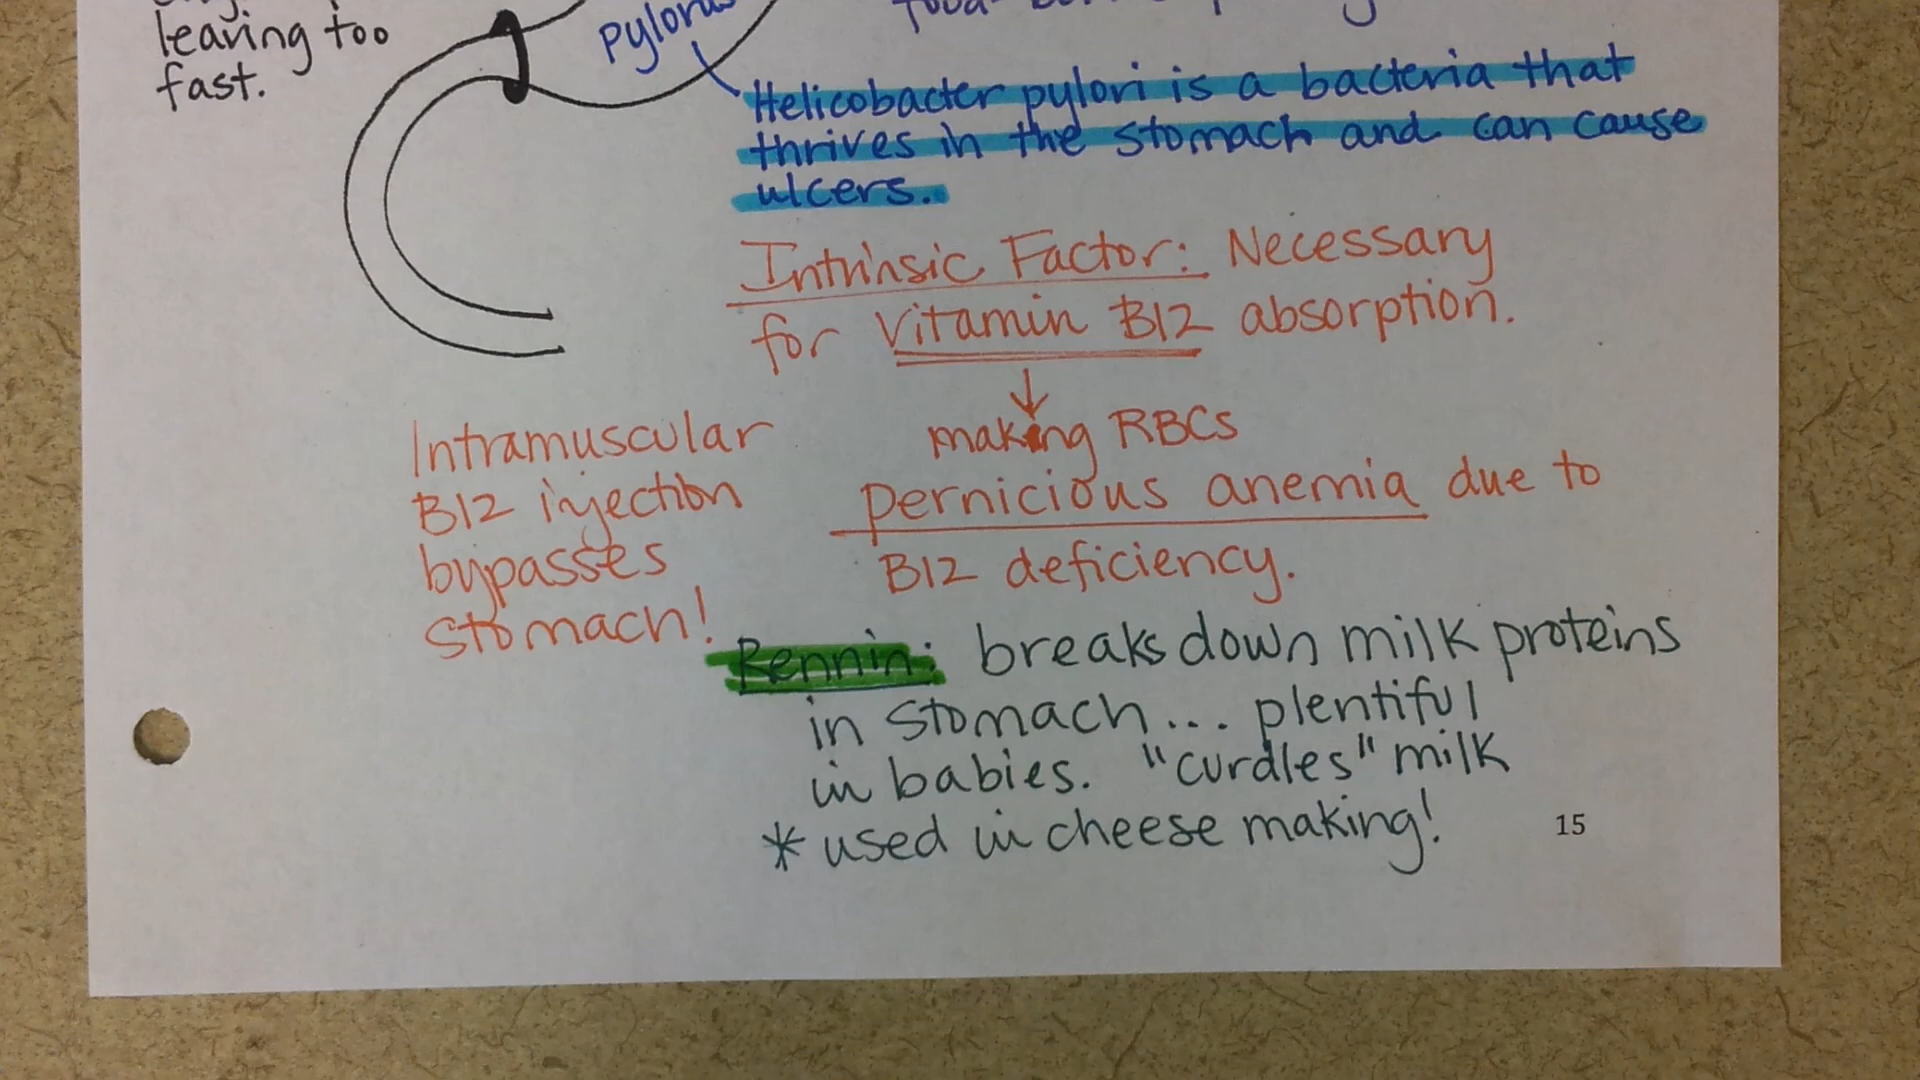 leaving too
fast.
pylorus
Helicobacter pylori is a bacteria that
thrives in the stomach and can cause
ulcers.
Intrinsic Factor: Necessary
for Vitamin B12 absorption.
↓
making RBCs
pernicious anemia due to
B12 deficiency.
Intramuscular
B12 injection
bypasses
stomach!
Rennin: breaks down milk proteins
in stomach... plentiful
in babies. "curdles" milk
* used in cheese making!
15